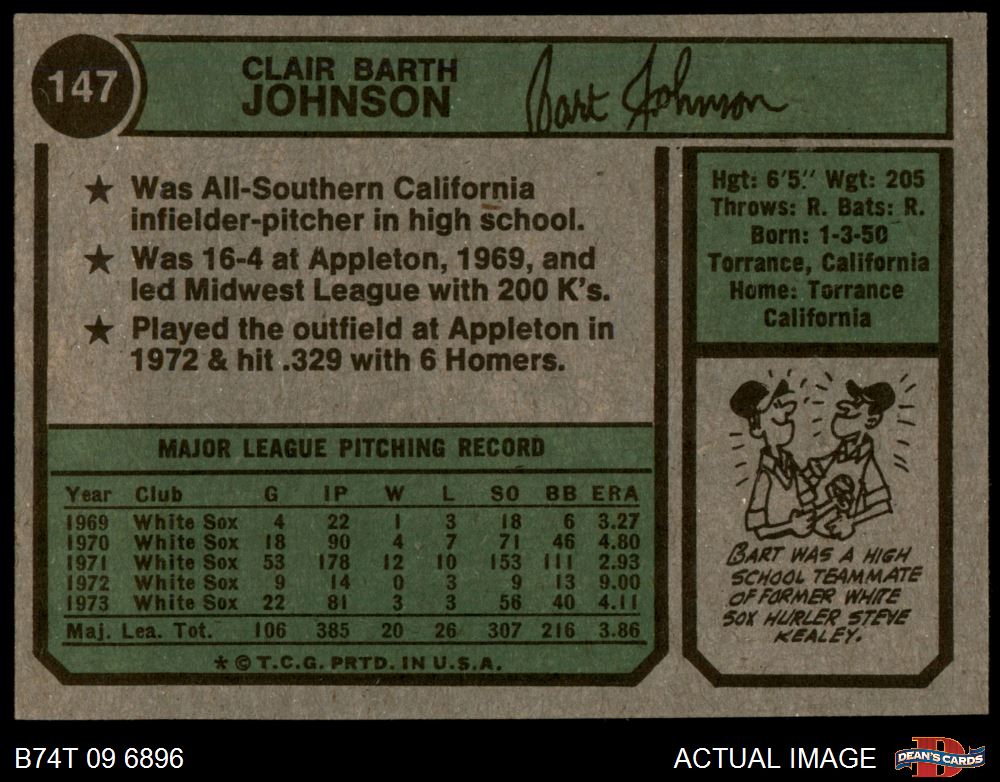 147
CLAIR BARTH
JOHNSON
Bart Johnson
★ Was All-Southern California
infielder-pitcher in high school.
★ Was 16-4 at Appleton, 1969, and
led Midwest League with 200 K's.
★ Played the outfield at Appleton in
1972 & hit .329 with 6 Homers.
Hgt: 6'5." Wgt: 205
Throws: R. Bats: R.
Born: 1-3-50
Torrance, California
Home: Torrance
California
MAJOR LEAGUE PITCHING RECORD
Year Club G IP W L SO BB ERA
1969 White Sox 4 22 1 3 18 6 3.27
1970 White Sox 18 90 4 7 71 46 4.80
1971 White Sox 53 178 12 10 153 111 2.93
1972 White Sox 9 14 0 3 9 13 9.00
1973 White Sox 22 81 3 3 56 40 4.11
Maj. Lea. Tot. 106 385 20 26 307 216 3.86
* © T.C.G. PRTD. IN U.S.A.
BART WAS A HIGH
SCHOOL TEAMMATE
OF FORMER WHITE
SOX HURLER STEVE
KEALEY.
B74T 09 6896
ACTUAL IMAGE
D
DEAN'S CARDS